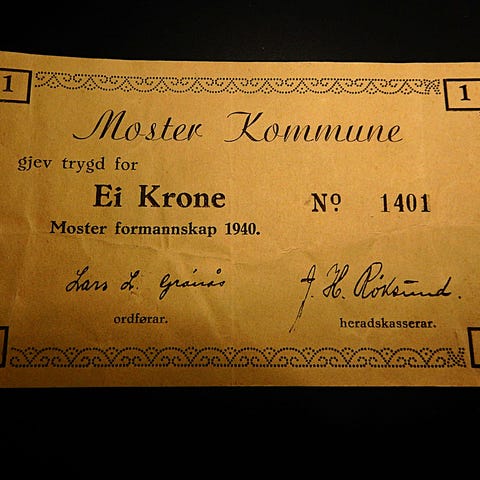 1 1
Moster Kommune
gjev trygd for
Ei Krone Nº 1401
Moster formannskap 1940.
Lars L. Grønås J. H. Røksund.
ordførar. heradskasserar.